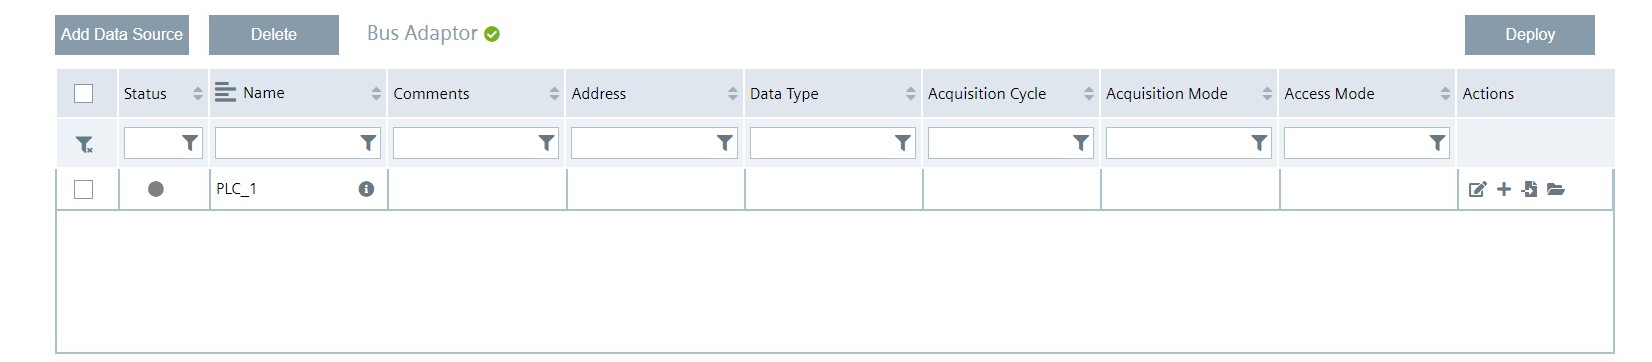 Add Data Source Delete Bus Adaptor Deploy
Status Name Comments Address Data Type Acquisition Cycle Acquisition Mode Access Mode Actions
PLC_1